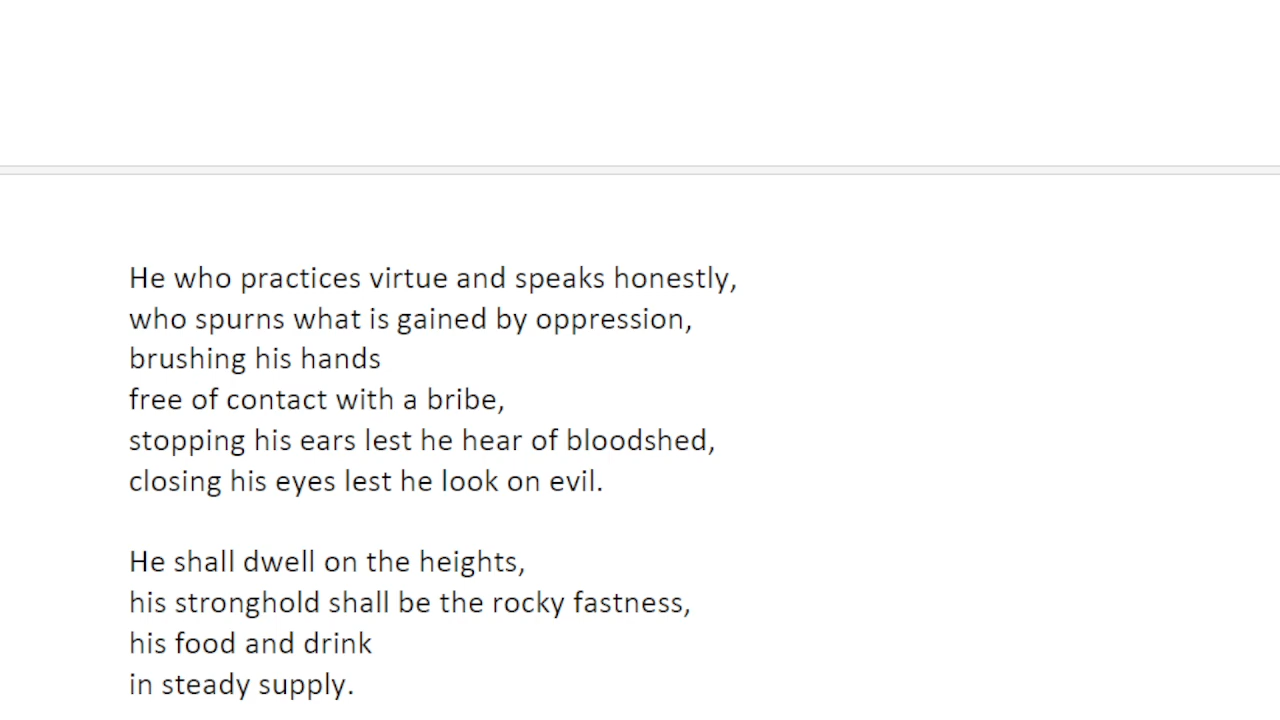 He who practices virtue and speaks honestly,
who spurns what is gained by oppression,
brushing his hands
free of contact with a bribe,
stopping his ears lest he hear of bloodshed,
closing his eyes lest he look on evil.
He shall dwell on the heights,
his stronghold shall be the rocky fastness,
his food and drink
in steady supply.